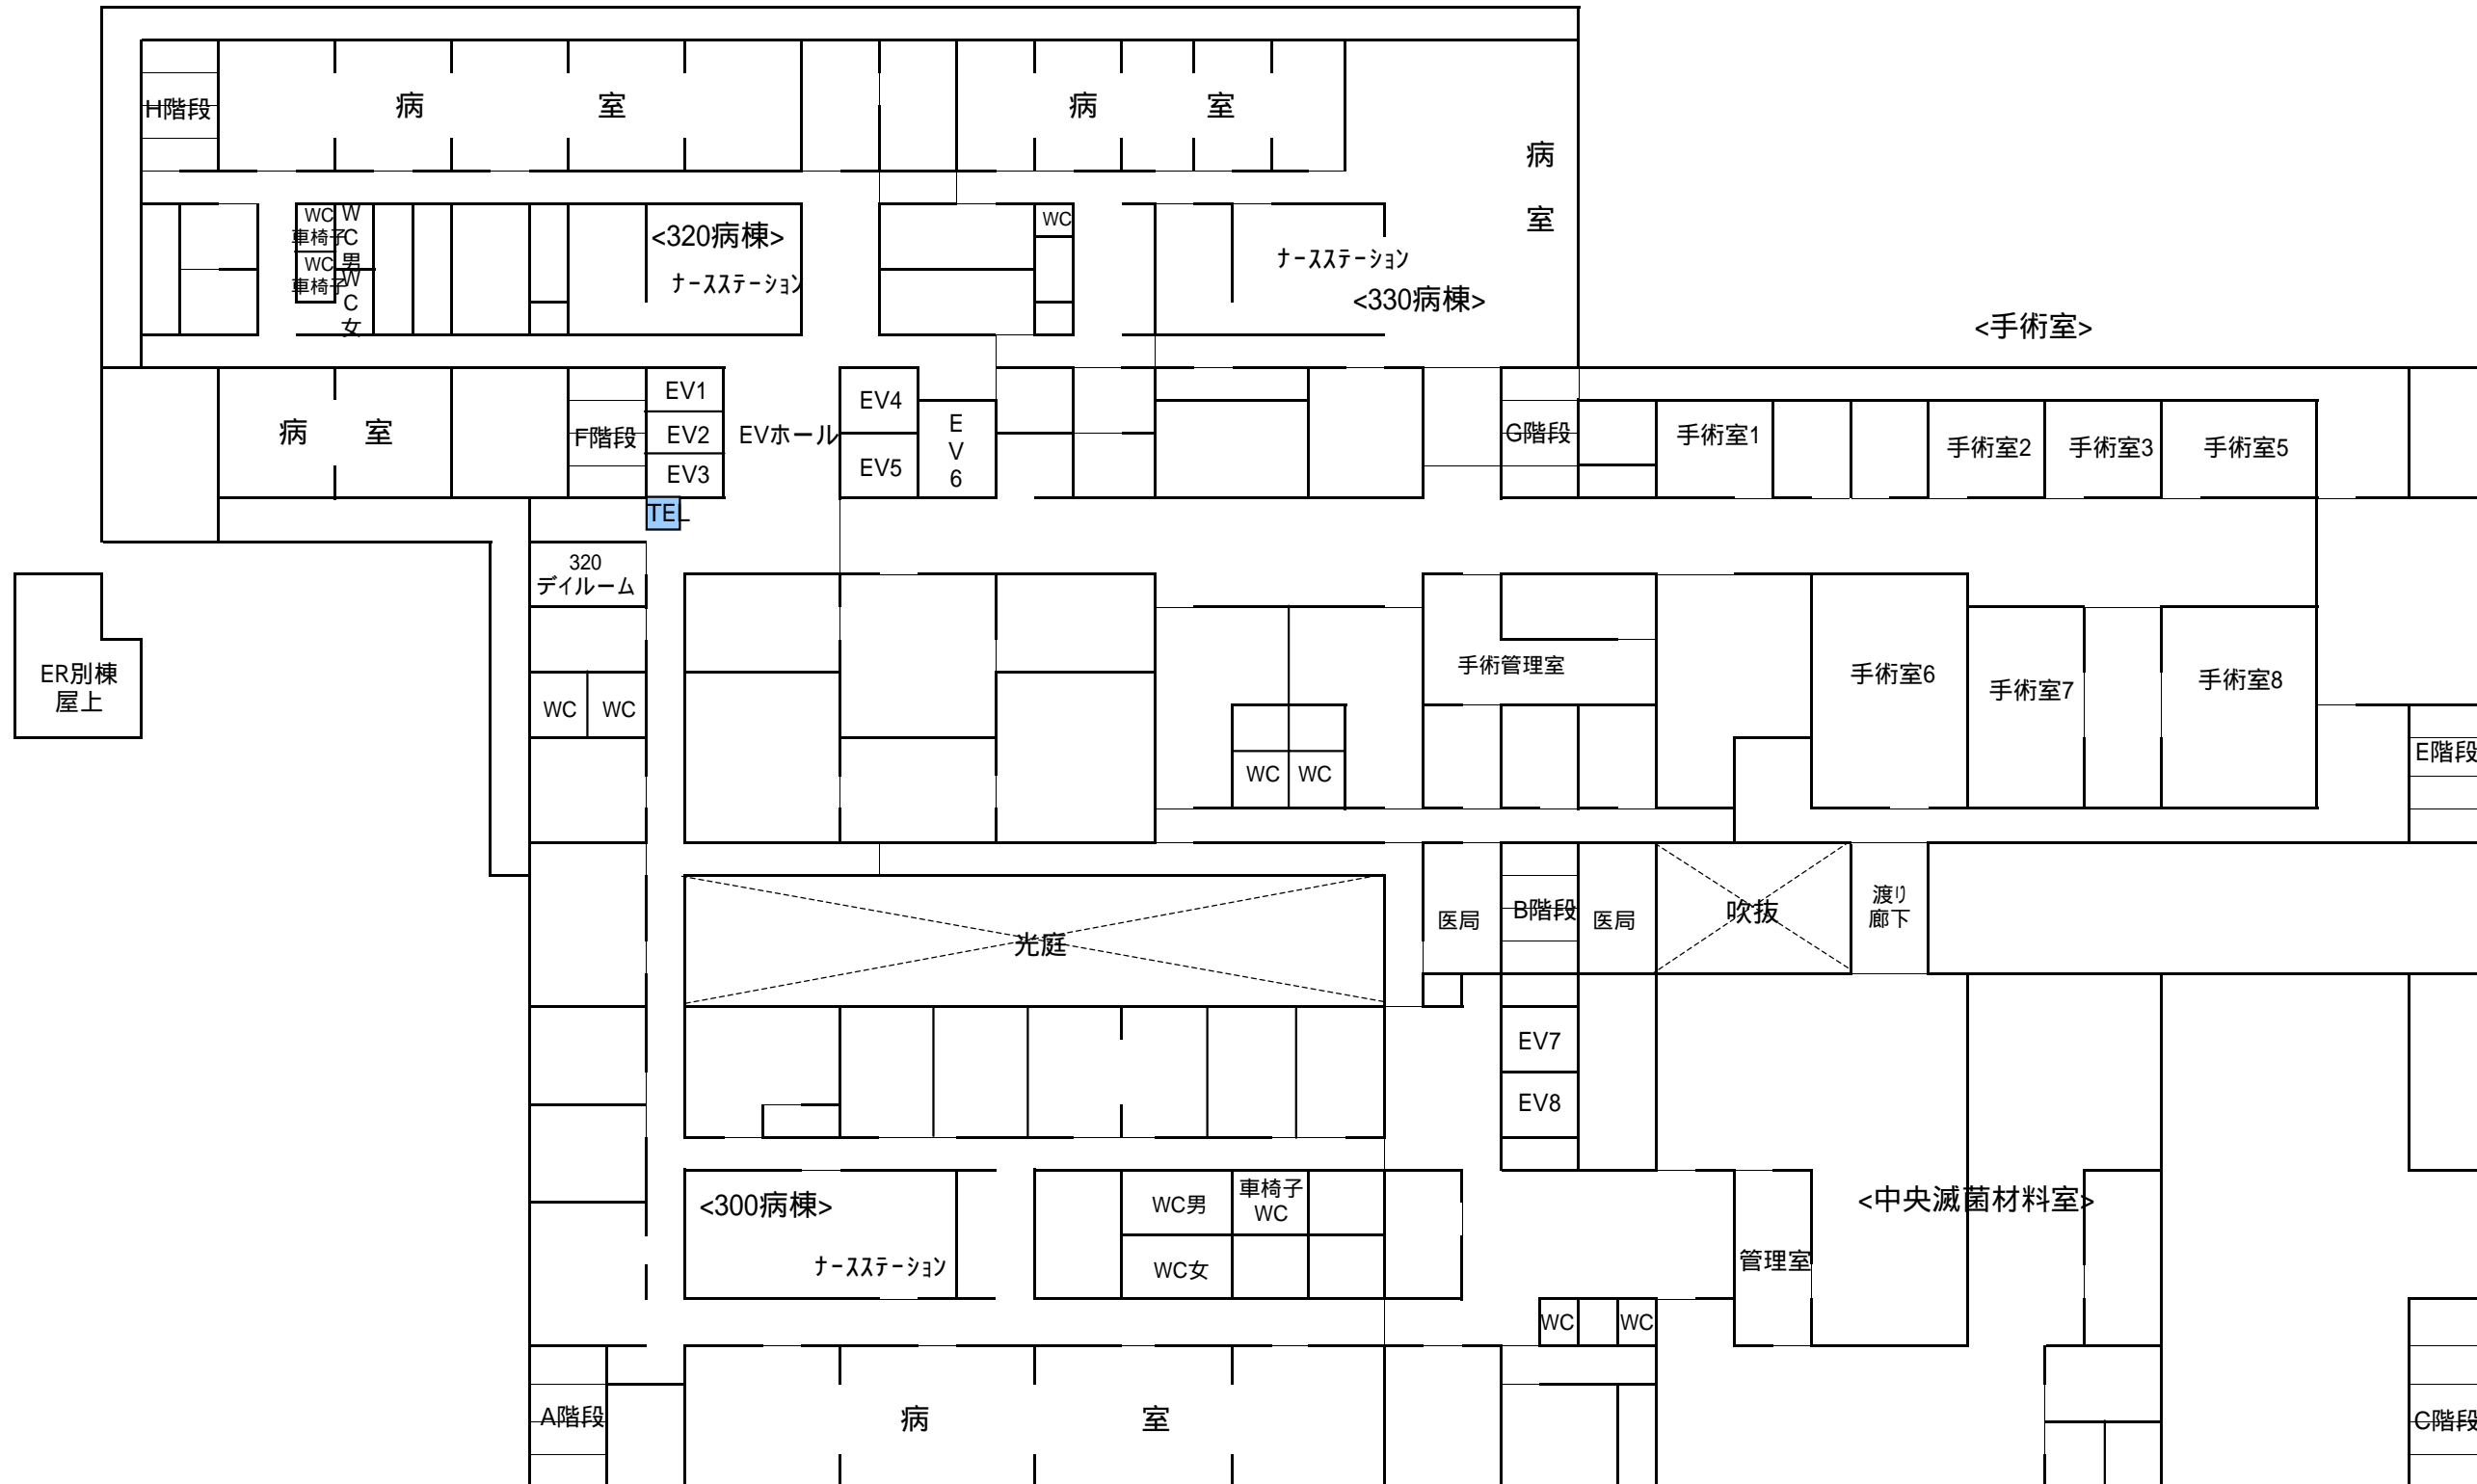 H階段
病 室
病 室
病
室
WC
車椅子
WC
車椅子
W
C
男
W
C
女
<320病棟>
ﾅｰｽｽﾃｰｼｮﾝ
WC
ﾅｰｽｽﾃｰｼｮﾝ
<330病棟>
<手術室>
病 室
F階段
EV1
EV2
EV3
EVホール
EV4
EV5
E
V
6
G階段
手術室1
手術室2
手術室3
手術室5
TEL
320
デイルーム
ER別棟
屋上
WC
WC
手術管理室
手術室6
手術室7
手術室8
WC
WC
E階段
光庭
医局
B階段
医局
吹抜
渡り
廊下
EV7
EV8
<300病棟>
ﾅｰｽｽﾃｰｼｮﾝ
WC男
車椅子
WC
WC女
<中央滅菌材料室>
管理室
WC
WC
A階段
病 室
C階段